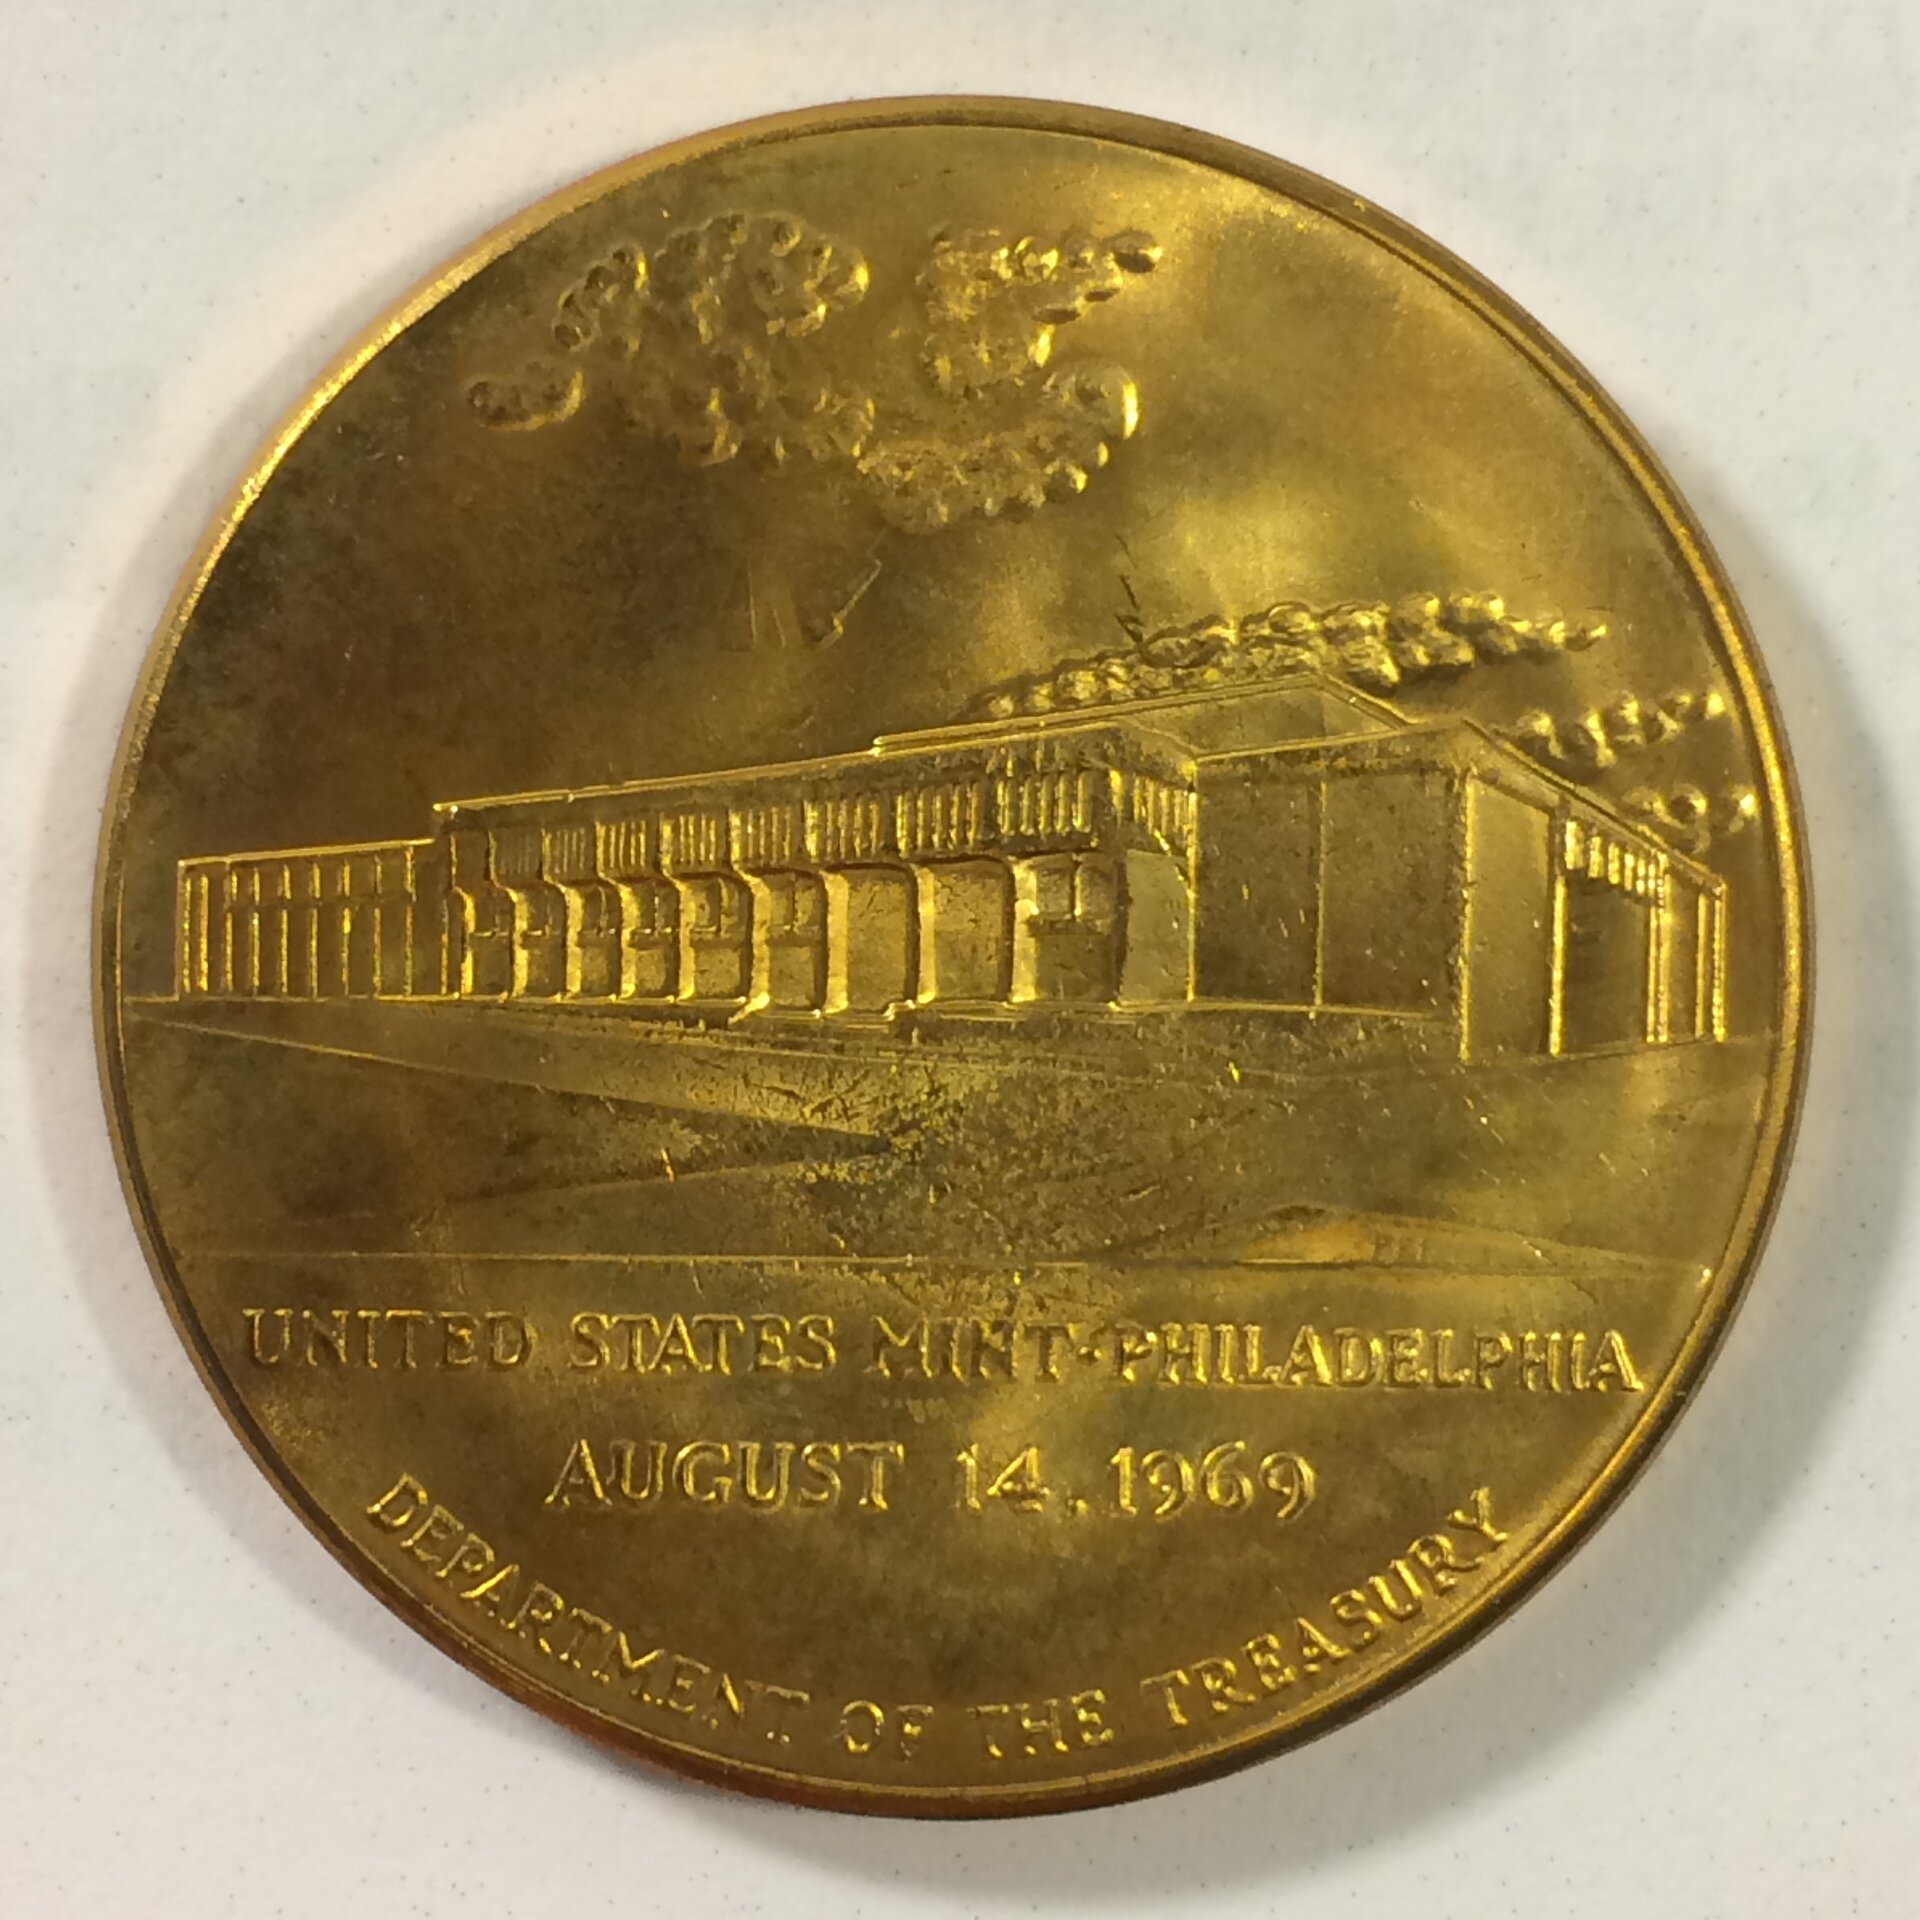 UNITED STATES MINT·PHILADELPHIA
AUGUST 14, 1969
DEPARTMENT OF THE TREASURY